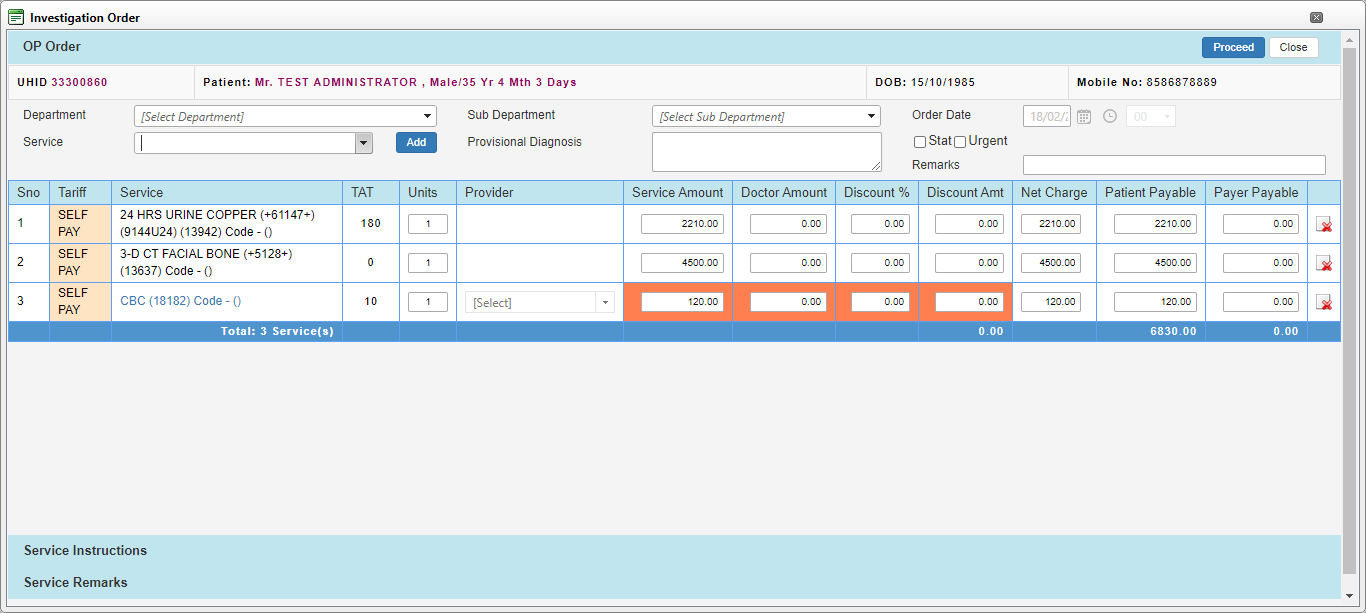 Investigation Order
OP Order
Proceed Close
UHID 33300860 Patient: Mr. TEST ADMINISTRATOR , Male/35 Yr 4 Mth 3 Days DOB: 15/10/1985 Mobile No: 8586878889
Department [Select Department] Sub Department [Select Sub Department] Order Date 18/02/2 00
Service Add Provisional Diagnosis Stat Urgent
Remarks
Sno Tariff Service TAT Units Provider Service Amount Doctor Amount Discount % Discount Amt Net Charge Patient Payable Payer Payable
1 SELF PAY 24 HRS URINE COPPER (+61147+) (9144U24) (13942) Code - () 180 1 2210.00 0.00 0.00 0.00 2210.00 2210.00 0.00
2 SELF PAY 3-D CT FACIAL BONE (+5128+) (13637) Code - () 0 1 4500.00 0.00 0.00 0.00 4500.00 4500.00 0.00
3 SELF PAY CBC (18182) Code - () 10 1 [Select] 120.00 0.00 0.00 0.00 120.00 120.00 0.00
Total: 3 Service(s) 0.00 6830.00 0.00
Service Instructions
Service Remarks